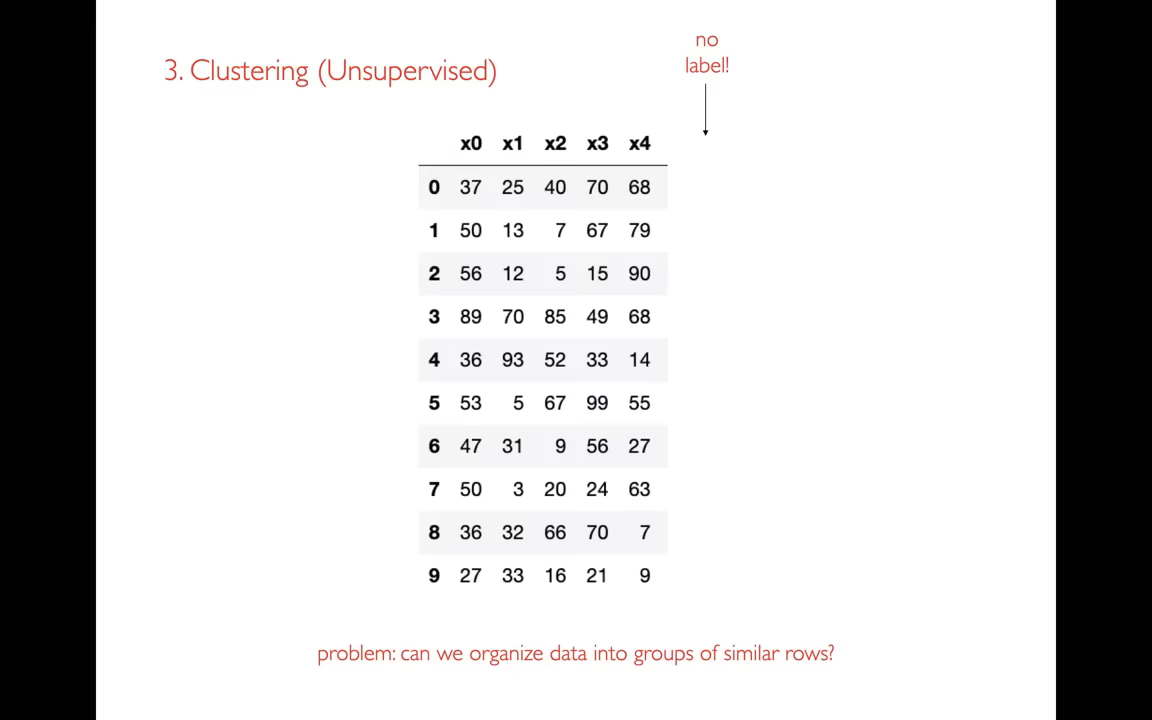 no
label!
3. Clustering (Unsupervised)
x0 x1 x2 x3 x4
0 37 25 40 70 68
1 50 13 7 67 79
2 56 12 5 15 90
3 89 70 85 49 68
4 36 93 52 33 14
5 53 5 67 99 55
6 47 31 9 56 27
7 50 3 20 24 63
8 36 32 66 70 7
9 27 33 16 21 9
problem: can we organize data into groups of similar rows?